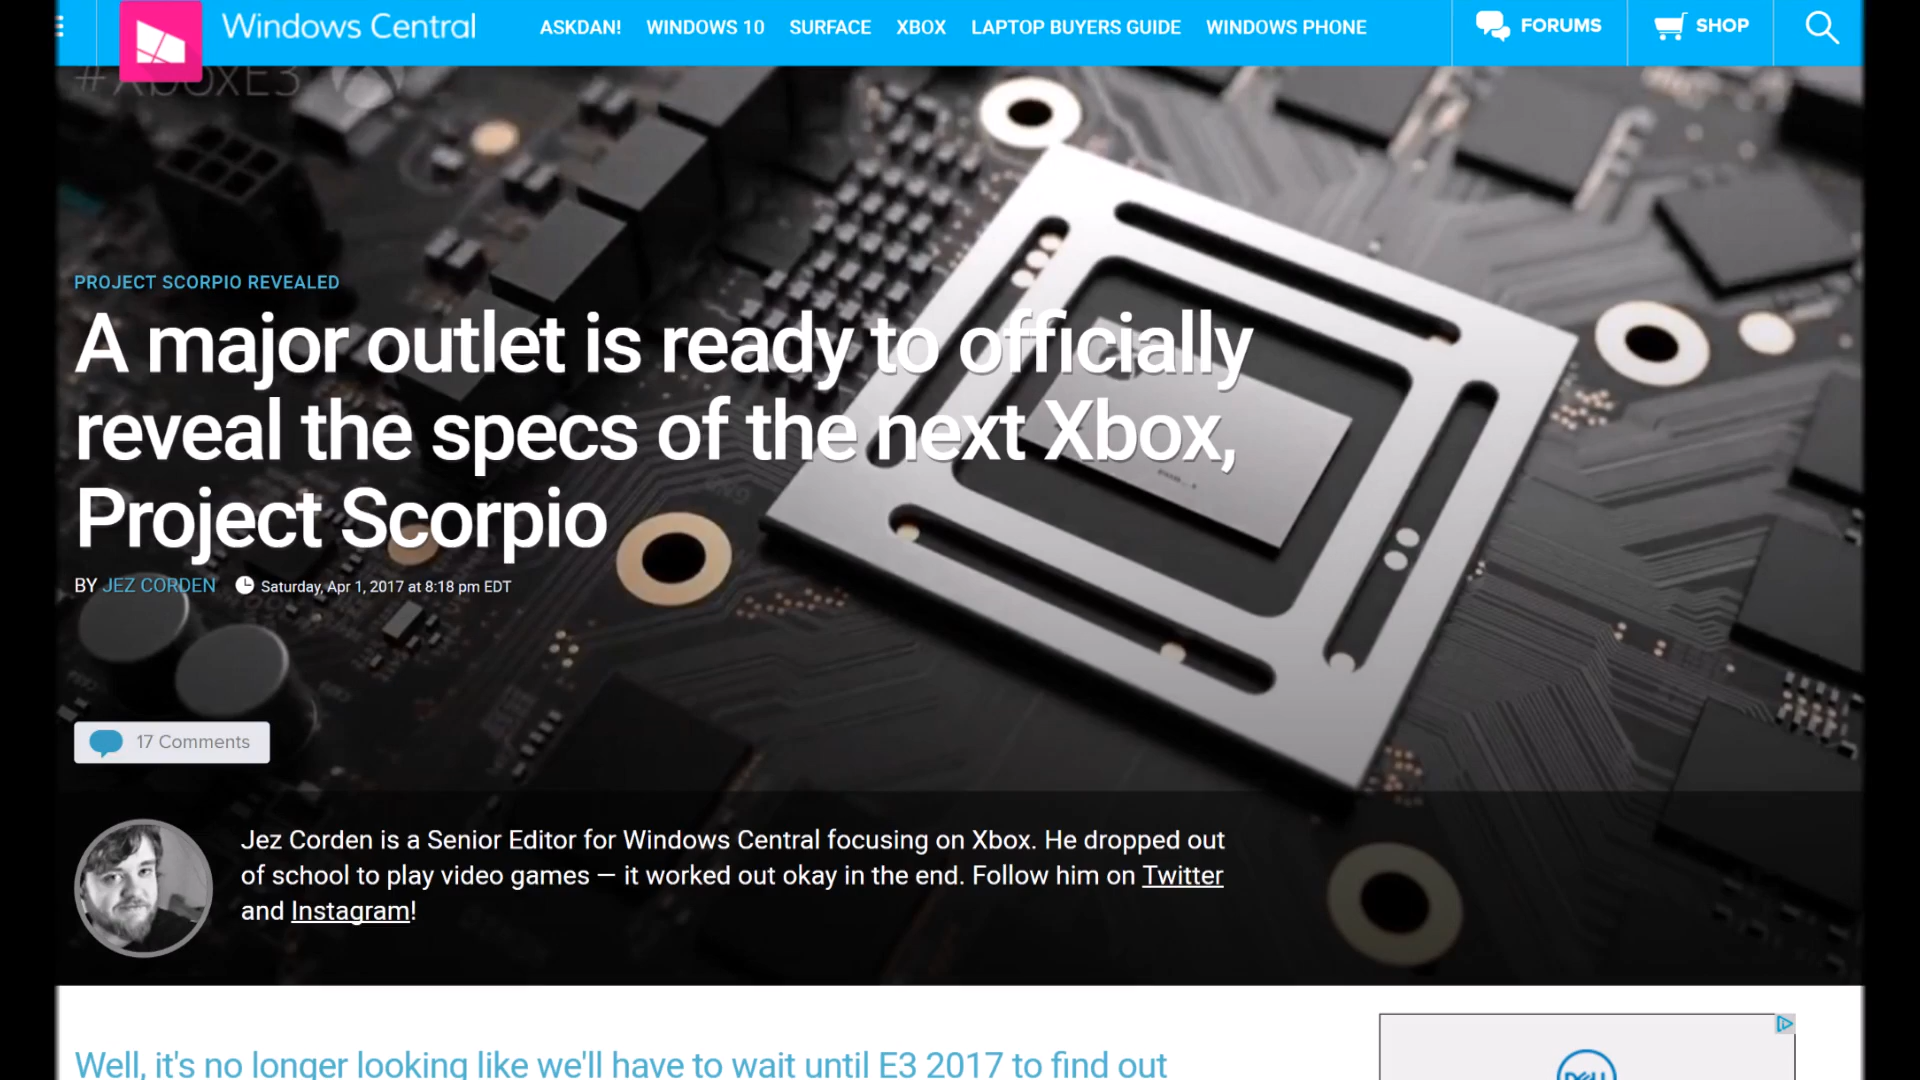 Windows Central
ASKDAN! WINDOWS 10 SURFACE XBOX LAPTOP BUYERS GUIDE WINDOWS PHONE FORUMS SHOP
#XBOXE3
PROJECT SCORPIO REVEALED
A major outlet is ready to officially
reveal the specs of the next Xbox,
Project Scorpio
BY JEZ CORDEN Saturday, Apr 1, 2017 at 8:18 pm EDT
17 Comments
Jez Corden is a Senior Editor for Windows Central focusing on Xbox. He dropped out
of school to play video games — it worked out okay in the end. Follow him on Twitter
and Instagram!
Well, it's no longer looking like we'll have to wait until E3 2017 to find out
DELL